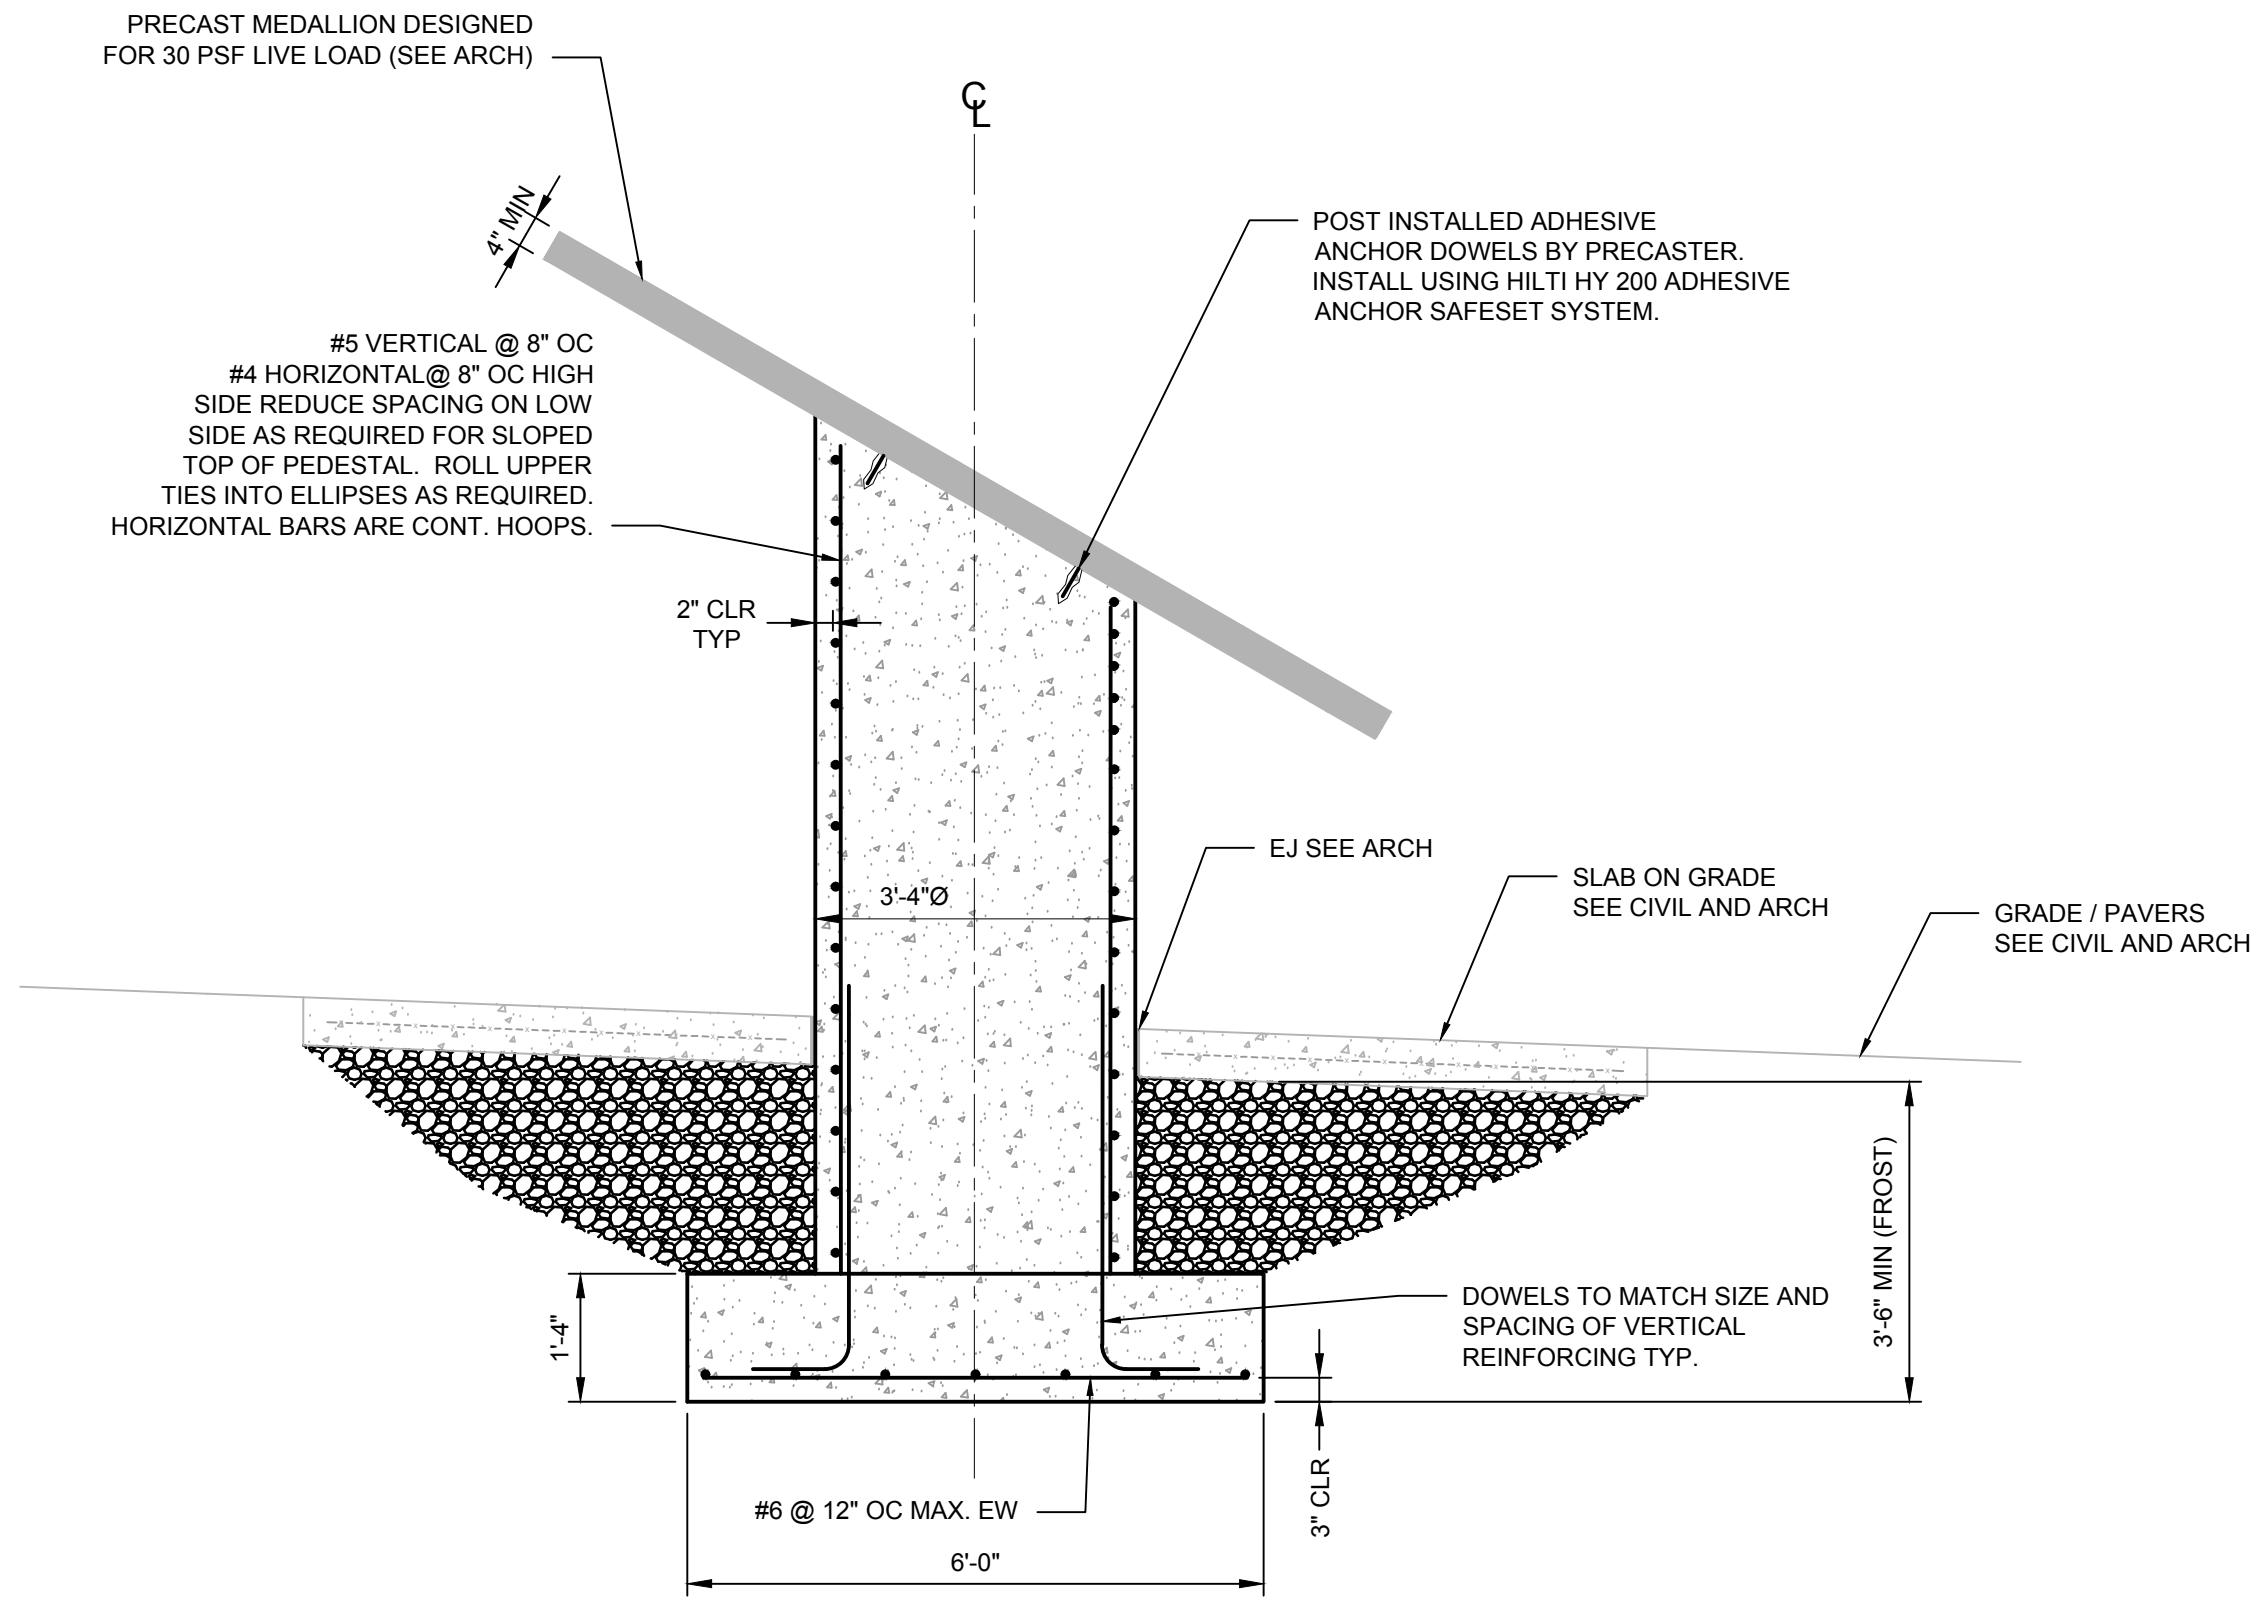 PRECAST MEDALLION DESIGNED
FOR 30 PSF LIVE LOAD (SEE ARCH)
CL
4" MIN
POST INSTALLED ADHESIVE
ANCHOR DOWELS BY PRECASTER.
INSTALL USING HILTI HY 200 ADHESIVE
ANCHOR SAFESET SYSTEM.
#5 VERTICAL @ 8" OC
#4 HORIZONTAL@ 8" OC HIGH
SIDE REDUCE SPACING ON LOW
SIDE AS REQUIRED FOR SLOPED
TOP OF PEDESTAL. ROLL UPPER
TIES INTO ELLIPSES AS REQUIRED.
HORIZONTAL BARS ARE CONT. HOOPS.
2" CLR
TYP
EJ SEE ARCH
3'-4"Ø
SLAB ON GRADE
SEE CIVIL AND ARCH
GRADE / PAVERS
SEE CIVIL AND ARCH
3'-6" MIN (FROST)
1'-4"
DOWELS TO MATCH SIZE AND
SPACING OF VERTICAL
REINFORCING TYP.
3" CLR
#6 @ 12" OC MAX. EW
6'-0"